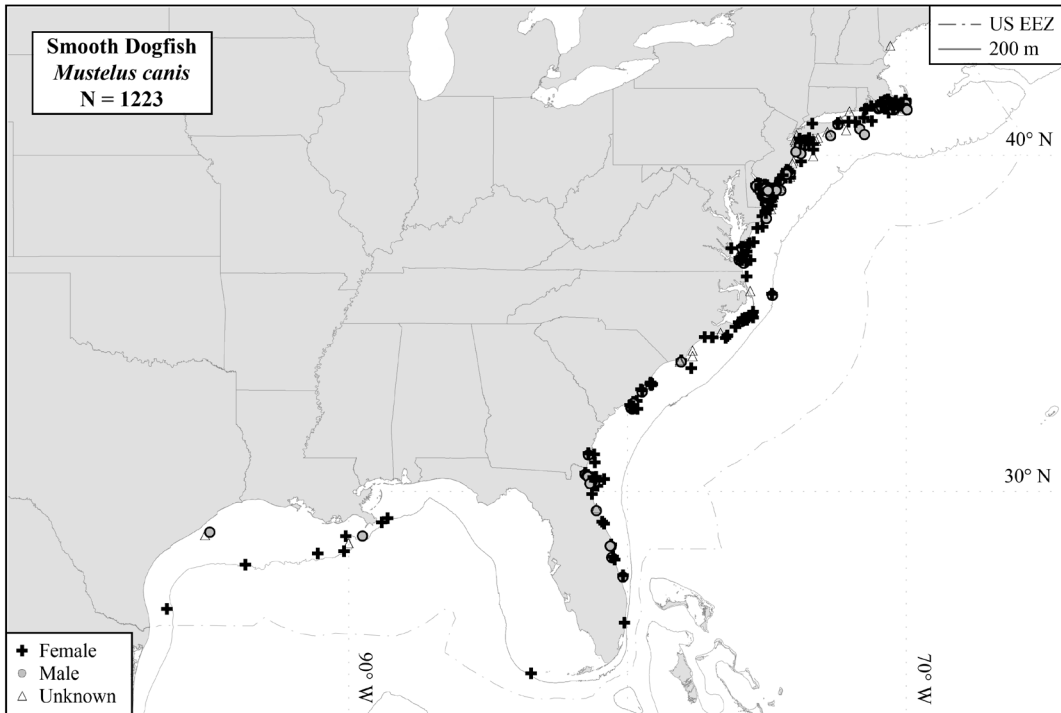 Smooth Dogfish
Mustelus canis
N = 1223
US EEZ
200 m
40° N
30° N
90° W
70° W
Female
Male
Unknown